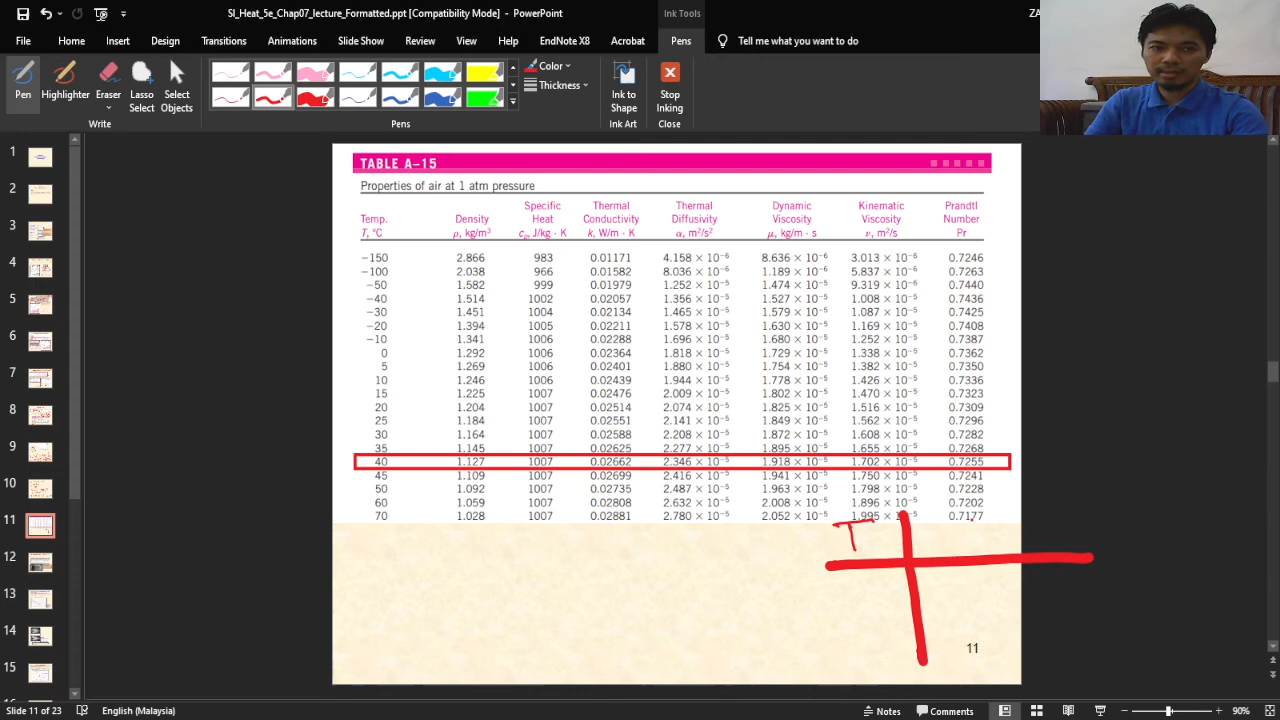 SI_Heat_5e_Chap07_lecture_Formatted.ppt [Compatibility Mode] - PowerPoint
Ink Tools
ZA
File Home Insert Design Transitions Animations Slide Show Review View Help EndNote X8 Acrobat Pens Tell me what you want to do
Pen Highlighter Eraser Lasso Select Select Objects
Color
Thickness
Ink to Shape
Stop Inking
Write Pens Ink Art Close
1
2
3
4
5
6
7
8
9
10
11
12
13
14
15
TABLE A–15
Properties of air at 1 atm pressure
Specific Thermal Thermal Dynamic Kinematic Prandtl
Temp. Density Heat Conductivity Diffusivity Viscosity Viscosity Number
T, °C ρ, kg/m³ cp, J/kg · K k, W/m · K α, m²/s² μ, kg/m · s ν, m²/s Pr
−150 2.866 983 0.01171 4.158 × 10⁻⁶ 8.636 × 10⁻⁶ 3.013 × 10⁻⁶ 0.7246
−100 2.038 966 0.01582 8.036 × 10⁻⁶ 1.189 × 10⁻⁶ 5.837 × 10⁻⁶ 0.7263
−50 1.582 999 0.01979 1.252 × 10⁻⁵ 1.474 × 10⁻⁵ 9.319 × 10⁻⁶ 0.7440
−40 1.514 1002 0.02057 1.356 × 10⁻⁵ 1.527 × 10⁻⁵ 1.008 × 10⁻⁵ 0.7436
−30 1.451 1004 0.02134 1.465 × 10⁻⁵ 1.579 × 10⁻⁵ 1.087 × 10⁻⁵ 0.7425
−20 1.394 1005 0.02211 1.578 × 10⁻⁵ 1.630 × 10⁻⁵ 1.169 × 10⁻⁵ 0.7408
−10 1.341 1006 0.02288 1.696 × 10⁻⁵ 1.680 × 10⁻⁵ 1.252 × 10⁻⁵ 0.7387
0 1.292 1006 0.02364 1.818 × 10⁻⁵ 1.729 × 10⁻⁵ 1.338 × 10⁻⁵ 0.7362
5 1.269 1006 0.02401 1.880 × 10⁻⁵ 1.754 × 10⁻⁵ 1.382 × 10⁻⁵ 0.7350
10 1.246 1006 0.02439 1.944 × 10⁻⁵ 1.778 × 10⁻⁵ 1.426 × 10⁻⁵ 0.7336
15 1.225 1007 0.02476 2.009 × 10⁻⁵ 1.802 × 10⁻⁵ 1.470 × 10⁻⁵ 0.7323
20 1.204 1007 0.02514 2.074 × 10⁻⁵ 1.825 × 10⁻⁵ 1.516 × 10⁻⁵ 0.7309
25 1.184 1007 0.02551 2.141 × 10⁻⁵ 1.849 × 10⁻⁵ 1.562 × 10⁻⁵ 0.7296
30 1.164 1007 0.02588 2.208 × 10⁻⁵ 1.872 × 10⁻⁵ 1.608 × 10⁻⁵ 0.7282
35 1.145 1007 0.02625 2.277 × 10⁻⁵ 1.895 × 10⁻⁵ 1.655 × 10⁻⁵ 0.7268
40 1.127 1007 0.02662 2.346 × 10⁻⁵ 1.918 × 10⁻⁵ 1.702 × 10⁻⁵ 0.7255
45 1.109 1007 0.02699 2.416 × 10⁻⁵ 1.941 × 10⁻⁵ 1.750 × 10⁻⁵ 0.7241
50 1.092 1007 0.02735 2.487 × 10⁻⁵ 1.963 × 10⁻⁵ 1.798 × 10⁻⁵ 0.7228
60 1.059 1007 0.02808 2.632 × 10⁻⁵ 2.008 × 10⁻⁵ 1.896 × 10⁻⁵ 0.7202
70 1.028 1007 0.02881 2.780 × 10⁻⁵ 2.052 × 10⁻⁵ 1.995 × 10⁻⁵ 0.7177
T
11
Slide 11 of 23 English (Malaysia) Notes Comments 90%